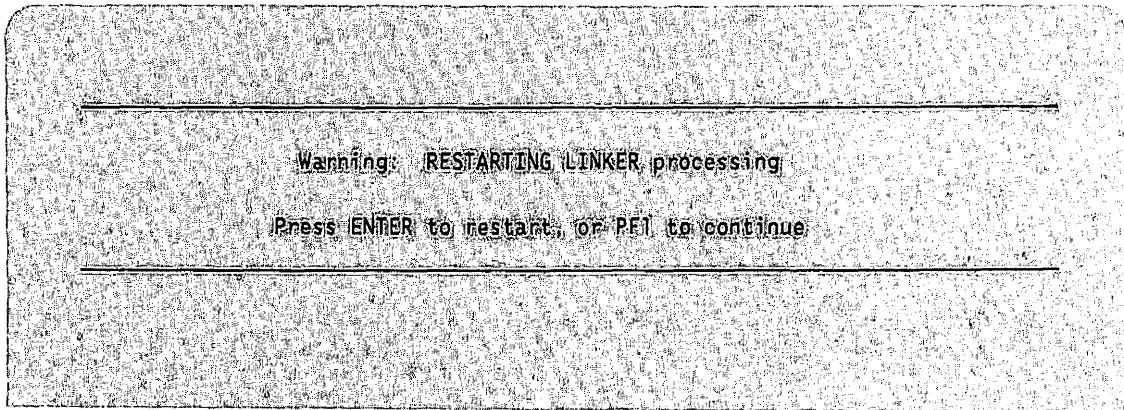 Warning: RESTARTING LINKER processing
Press ENTER to restart, or PF1 to continue